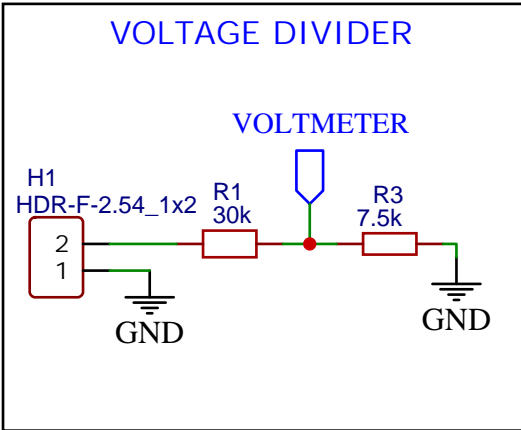 VOLTAGE DIVIDER
VOLTMETER
H1
HDR-F-2.54_1x2
R1
30k
R3
7.5k
2
1
GND
GND